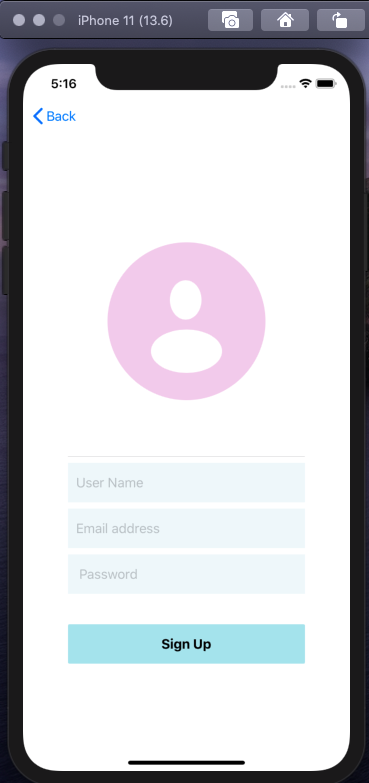 iPhone 11 (13.6)
5:16
Back
User Name
Email address
Password
Sign Up